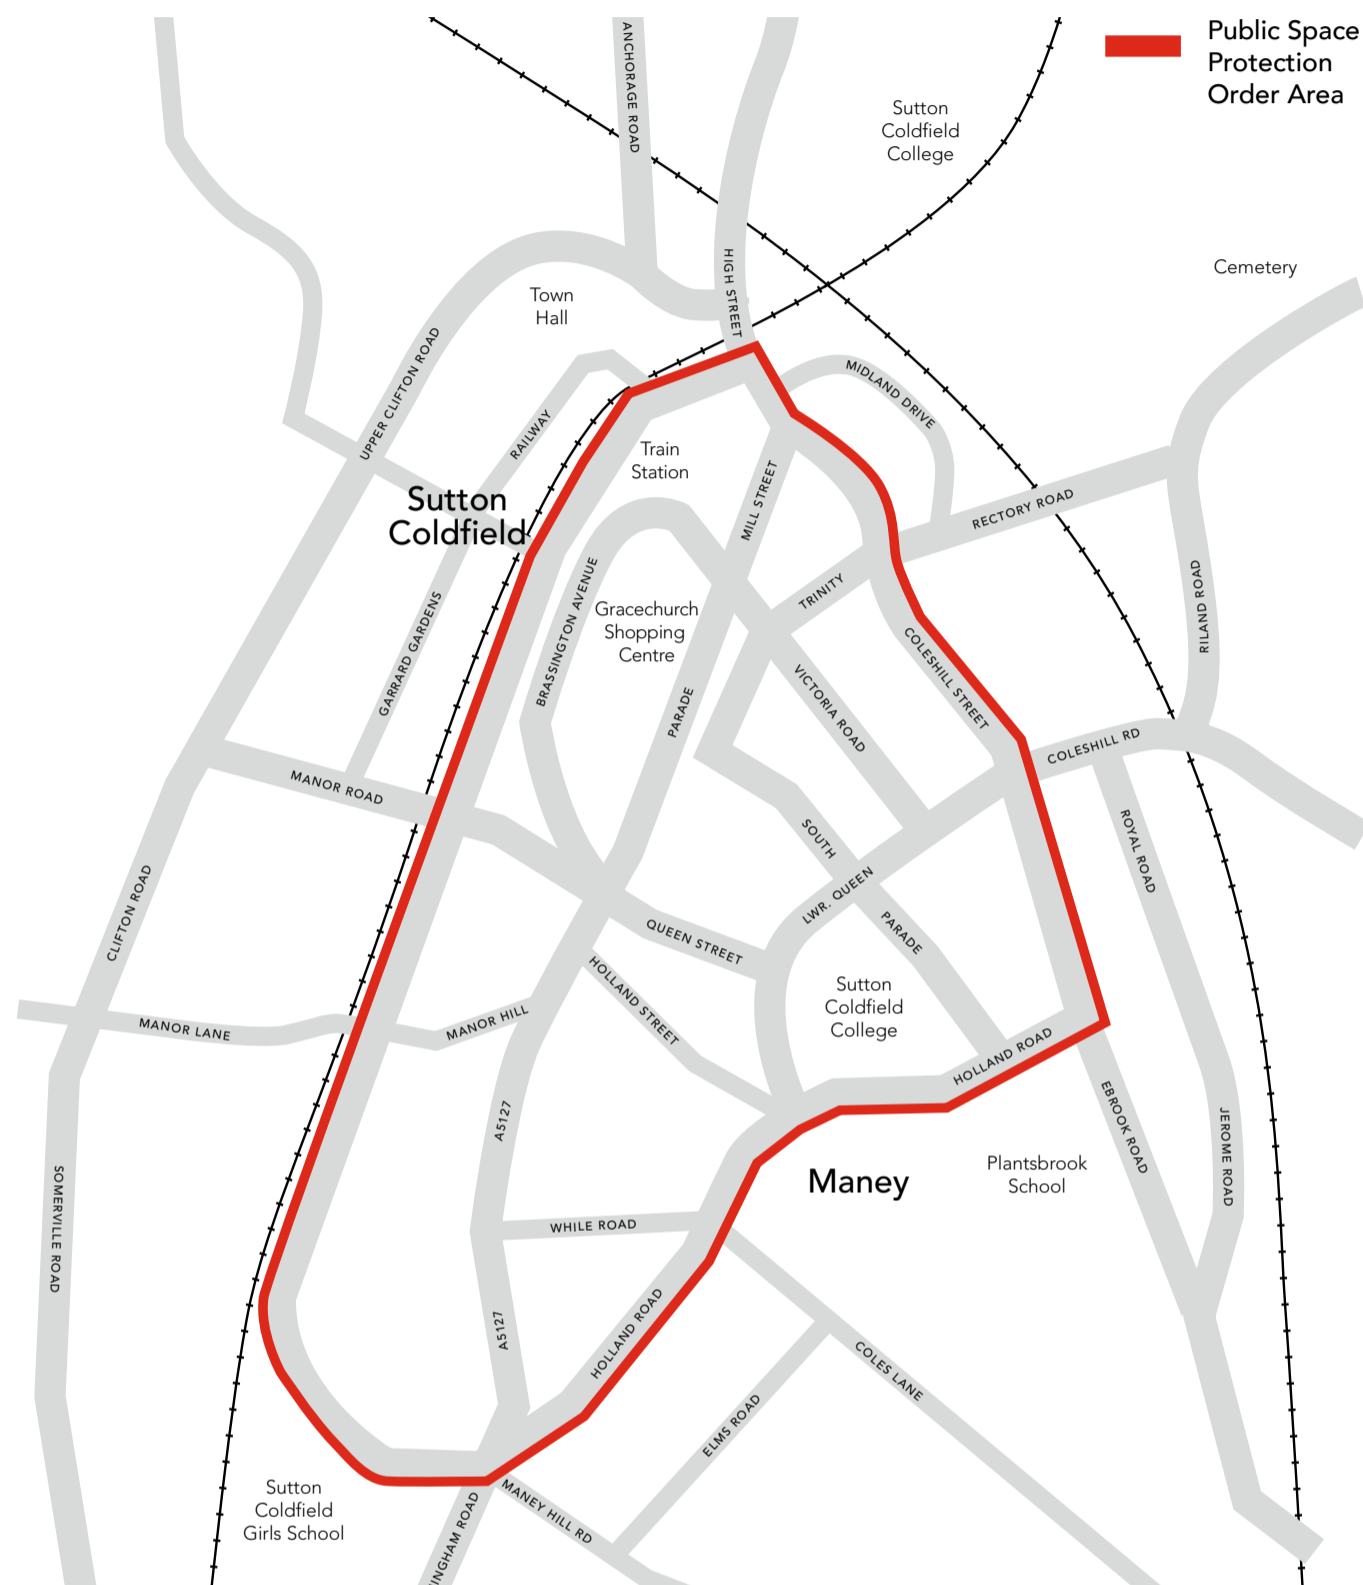 Public Space
Protection
Order Area
ANCHORAGE ROAD
Sutton
Coldfield
College
HIGH STREET
Cemetery
Town
Hall
UPPER CLIFTON ROAD
RAILWAY
MIDLAND DRIVE
Train
Station
MILL STREET
RECTORY ROAD
Sutton
Coldfield
BRASSINGTON AVENUE
TRINITY
RILAND ROAD
GARRARD GARDENS
Gracechurch
Shopping
Centre
COLESHILL STREET
PARADE
VICTORIA ROAD
COLESHILL RD
MANOR ROAD
SOUTH
ROYAL ROAD
CLIFTON ROAD
LWR. QUEEN
PARADE
QUEEN STREET
HOLLAND STREET
Sutton
Coldfield
College
MANOR LANE
MANOR HILL
HOLLAND ROAD
A5127
EBROOK ROAD
JEROME ROAD
Maney
Plantsbrook
School
SOMERVILLE ROAD
WHILE ROAD
A5127
HOLLAND ROAD
COLES LANE
ELMS ROAD
Sutton
Coldfield
Girls School
MANEY HILL RD
INGHAM ROAD